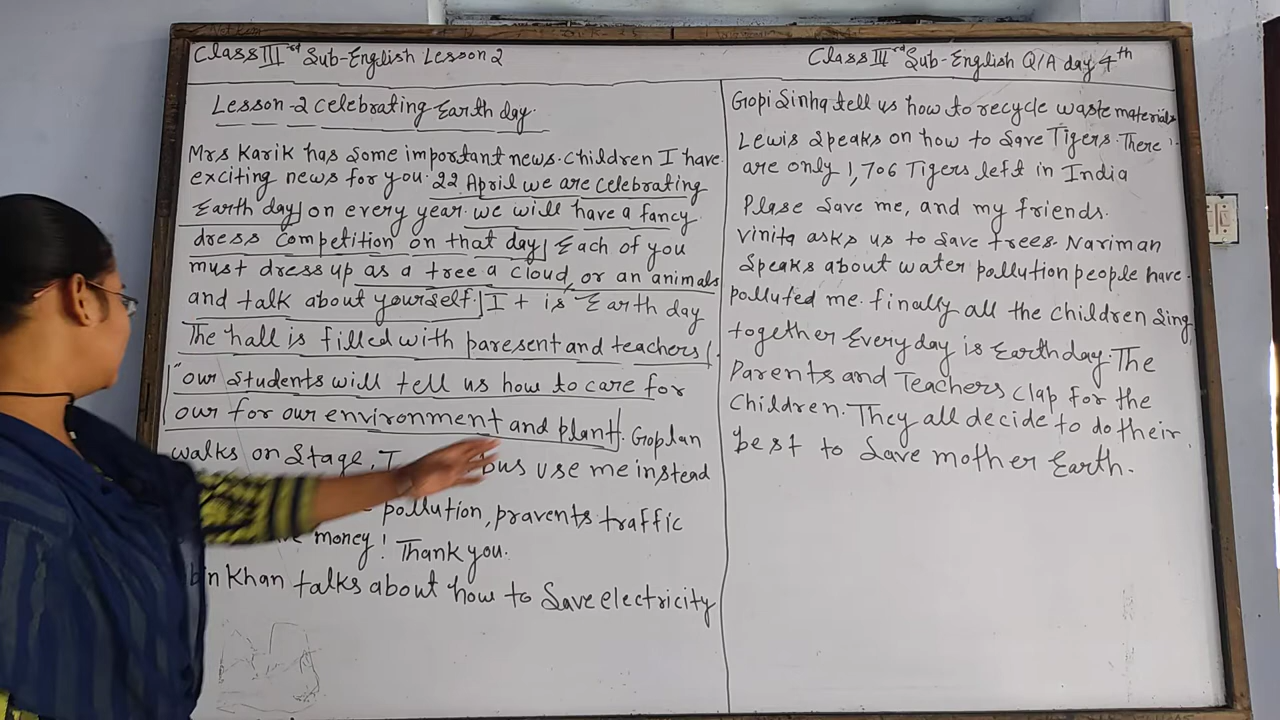 Class IIIrd Sub-English Lesson 2
Lesson-2 Celebrating Earth day.
Mrs Karik has some important news. children I have
exciting news for you. 22 April we are celebrating
Earth day on every year. we will have a fancy
dress competition on that day Each of you
must dress up as a tree a cloud, or an animals
and talk about yourself. It is Earth day
The hall is filled with paresent and teachers!
"our students will tell us how to care for
our for our environment and plant. Goplan
walks on stage, bus use me instead
pollution, pravents traffic
money! Thank you.
Khan talks about how to save electricity
Class IIIrd Sub-English Q/A day 4th
Gopi Sinha tell us how to recycle waste materials
Lewis speaks on how to save Tigers. There
are only 1,706 Tigers left in India
Plase save me, and my friends.
vinita asks us to save trees. Nariman
speaks about water pollution people have
polluted me. finally all the children sing
together Every day is Earth day. The
Parents and Teachers clap for the
children. They all decide to do their
best to save mother Earth.